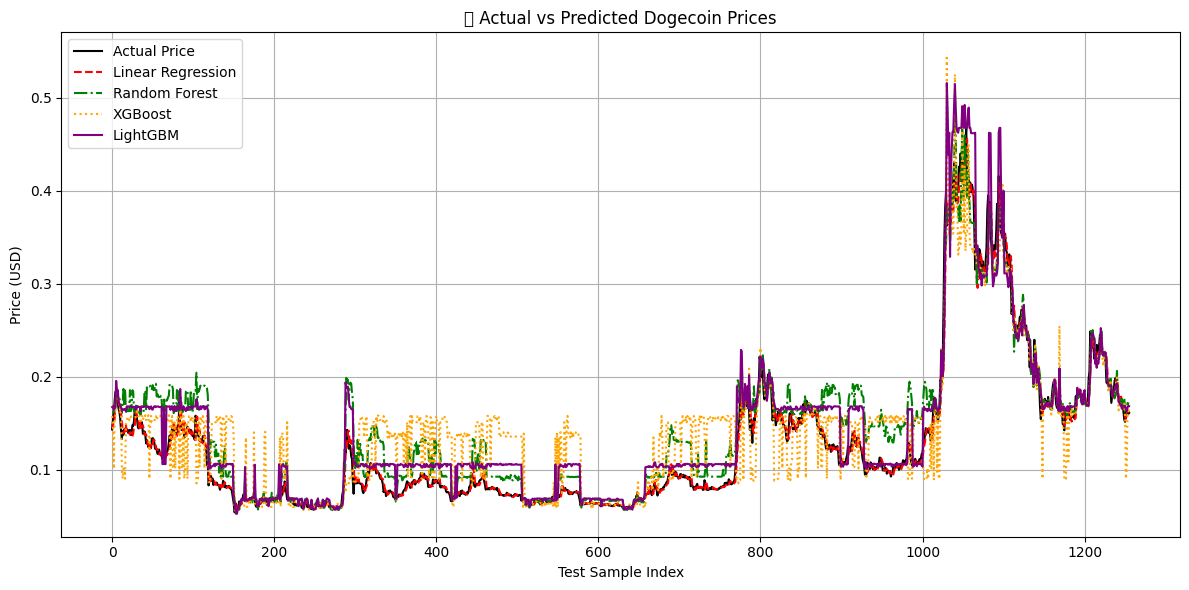 ▯ Actual vs Predicted Dogecoin Prices
Actual Price
Linear Regression
Random Forest
XGBoost
LightGBM
Price (USD)
0.5
0.4
0.3
0.2
0.1
0 200 400 600 800 1000 1200
Test Sample Index